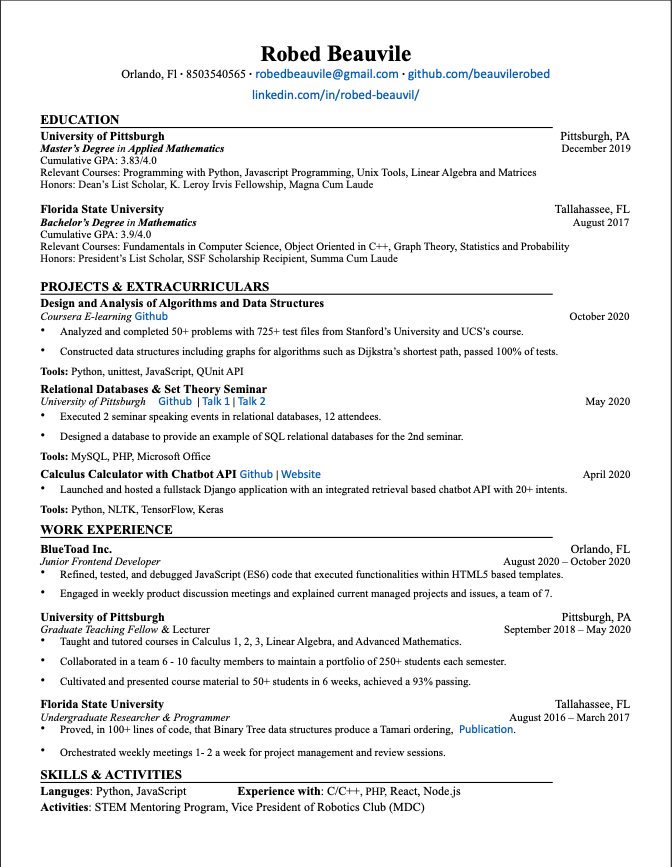 Robed Beauvile
Orlando, Fl · 8503540565 · robedbeauvile@gmail.com · github.com/beauvilerobed
linkedin.com/in/robed-beauvil/
EDUCATION
University of Pittsburgh Pittsburgh, PA
Master's Degree in Applied Mathematics December 2019
Cumulative GPA: 3.83/4.0
Relevant Courses: Programming with Python, Javascript Programming, Unix Tools, Linear Algebra and Matrices
Honors: Dean's List Scholar, K. Leroy Irvis Fellowship, Magna Cum Laude
Florida State University Tallahassee, FL
Bachelor's Degree in Mathematics August 2017
Cumulative GPA: 3.9/4.0
Relevant Courses: Fundamentals in Computer Science, Object Oriented in C++, Graph Theory, Statistics and Probability
Honors: President's List Scholar, SSF Scholarship Recipient, Summa Cum Laude
PROJECTS & EXTRACURRICULARS
Design and Analysis of Algorithms and Data Structures
Coursera E-learning Github October 2020
• Analyzed and completed 50+ problems with 725+ test files from Stanford's University and UCS's course.
• Constructed data structures including graphs for algorithms such as Dijkstra's shortest path, passed 100% of tests.
Tools: Python, unittest, JavaScript, QUnit API
Relational Databases & Set Theory Seminar
University of Pittsburgh Github | Talk 1 | Talk 2 May 2020
• Executed 2 seminar speaking events in relational databases, 12 attendees.
• Designed a database to provide an example of SQL relational databases for the 2nd seminar.
Tools: MySQL, PHP, Microsoft Office
Calculus Calculator with Chatbot API Github | Website April 2020
• Launched and hosted a fullstack Django application with an integrated retrieval based chatbot API with 20+ intents.
Tools: Python, NLTK, TensorFlow, Keras
WORK EXPERIENCE
BlueToad Inc. Orlando, FL
Junior Frontend Developer August 2020 – October 2020
• Refined, tested, and debugged JavaScript (ES6) code that executed functionalities within HTML5 based templates.
• Engaged in weekly product discussion meetings and explained current managed projects and issues, a team of 7.
University of Pittsburgh Pittsburgh, PA
Graduate Teaching Fellow & Lecturer September 2018 – May 2020
• Taught and tutored courses in Calculus 1, 2, 3, Linear Algebra, and Advanced Mathematics.
• Collaborated in a team 6 - 10 faculty members to maintain a portfolio of 250+ students each semester.
• Cultivated and presented course material to 50+ students in 6 weeks, achieved a 93% passing.
Florida State University Tallahassee, FL
Undergraduate Researcher & Programmer August 2016 – March 2017
• Proved, in 100+ lines of code, that Binary Tree data structures produce a Tamari ordering, Publication.
• Orchestrated weekly meetings 1- 2 a week for project management and review sessions.
SKILLS & ACTIVITIES
Languges: Python, JavaScript Experience with: C/C++, PHP, React, Node.js
Activities: STEM Mentoring Program, Vice President of Robotics Club (MDC)